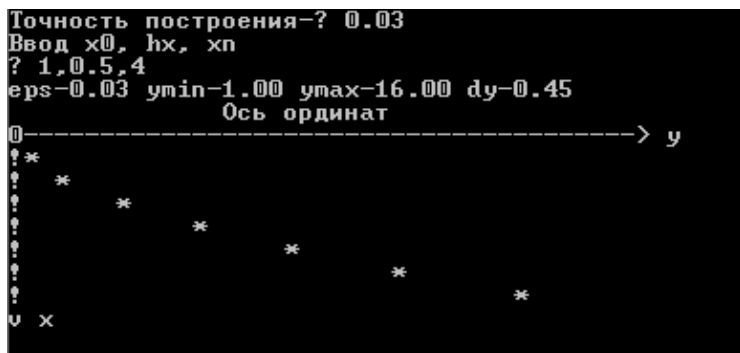 Точность построения-? 0.03
Ввод x0, hx, xn
? 1,0.5,4
eps-0.03 ymin-1.00 ymax-16.00 dy-0.45
Ось ординат
0----------------------------------------> y
!*
!  *
!      *
!           *
!                 *
!                        *
!                                *
v x